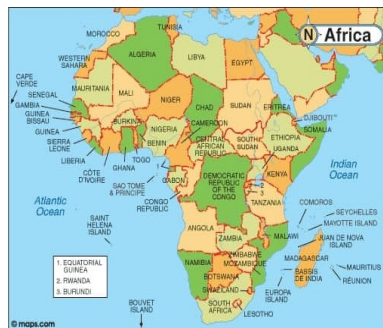 N Africa
TUNISIA
MOROCCO
ALGERIA
LIBYA
EGYPT
WESTERN
SAHARA
CAPE
VERDE
MAURITANIA
MALI
NIGER
CHAD
SUDAN
ERITREA
SENEGAL
GAMBIA
GUINEA
BISSAU
GUINEA
SIERRA
LEONE
LIBERIA
CÔTE
D'IVOIRE
BURKINA
GHANA
TOGO
BENIN
NIGERIA
CAMEROON
CENTRAL
AFRICAN
REPUBLIC
SOUTH
SUDAN
ETHIOPIA
DJIBOUTI
SOMALIA
UGANDA
KENYA
SAO TOME
& PRINCIPE
GABON
CONGO
REPUBLIC
DEMOCRATIC
REPUBLIC
OF THE
CONGO
2
3
TANZANIA
Indian
Ocean
Atlantic
Ocean
SAINT
HELENA
ISLAND
ANGOLA
ZAMBIA
MALAWI
COMOROS
SEYCHELLES
MAYOTTE ISLAND
JUAN DE NOVA
ISLAND
MADAGASCAR
MAURITIUS
RÉUNION
BASSIS
DE INDIA
EUROPA
ISLAND
ZIMBABWE
MOZAMBIQUE
NAMIBIA
BOTSWANA
SWAZILAND
SOUTH
AFRICA
LESOTHO
BOUVET
ISLAND
1. EQUATORIAL
GUINEA
2. RWANDA
3. BURUNDI
© maps.com